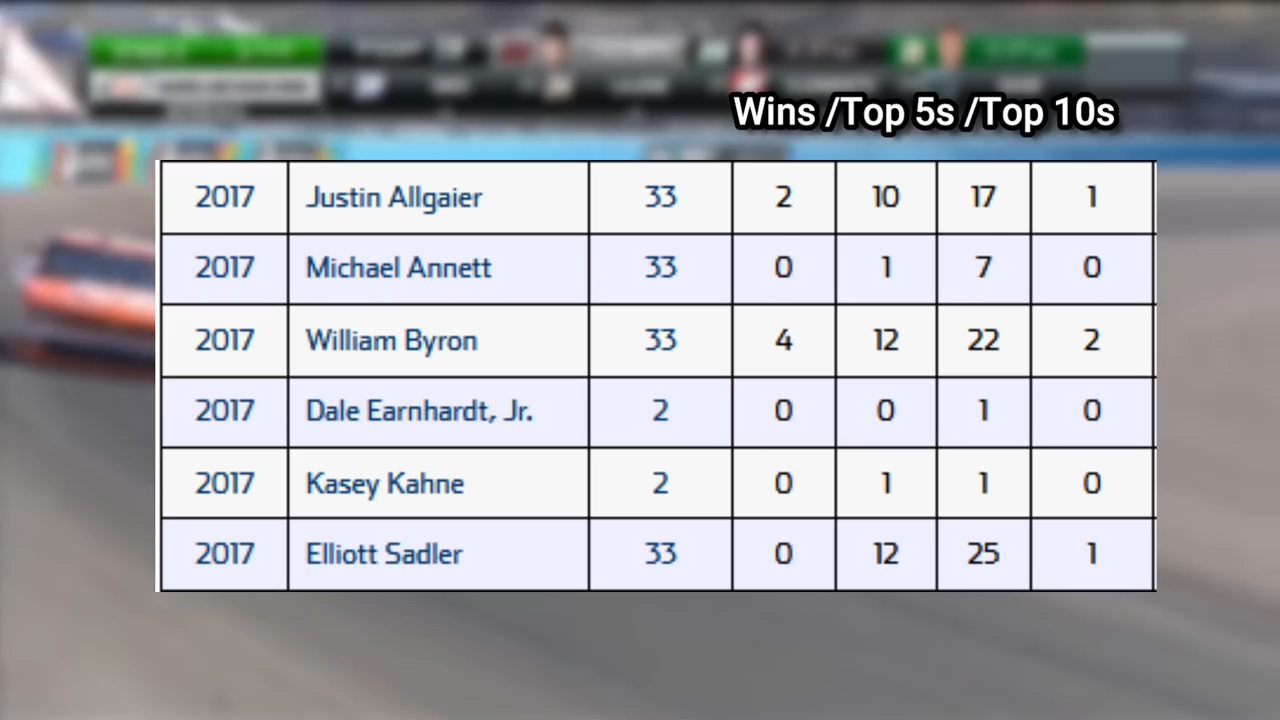 Wins /Top 5s /Top 10s
2017 Justin Allgaier 33 2 10 17 1
2017 Michael Annett 33 0 1 7 0
2017 William Byron 33 4 12 22 2
2017 Dale Earnhardt, Jr. 2 0 0 1 0
2017 Kasey Kahne 2 0 1 1 0
2017 Elliott Sadler 33 0 12 25 1